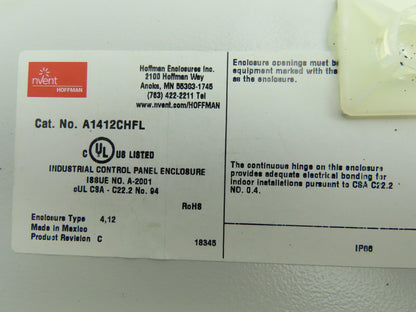 nvent
HOFFMAN
Hoffman Enclosures Inc.
2100 Hoffman Way
Anoka, MN 55303-1745
(763) 422-2211 Tel
www.nvent.com/HOFFMAN
Cat. No. A1412CHFL
C UL US LISTED
INDUSTRIAL CONTROL PANEL ENCLOSURE
ISSUE NO. A-2001
cUL CSA - C22.2 No. 94
RoHS
Enclosure Type 4,12
Made in Mexico
Product Revision C
18345
Enclosure openings must be
equipment marked with the
as the enclosure.
The continuous hinge on this enclosure
provides adequate electrical bonding for
indoor installations pursuant to CSA C22.2
NO. 0.4.
IP66